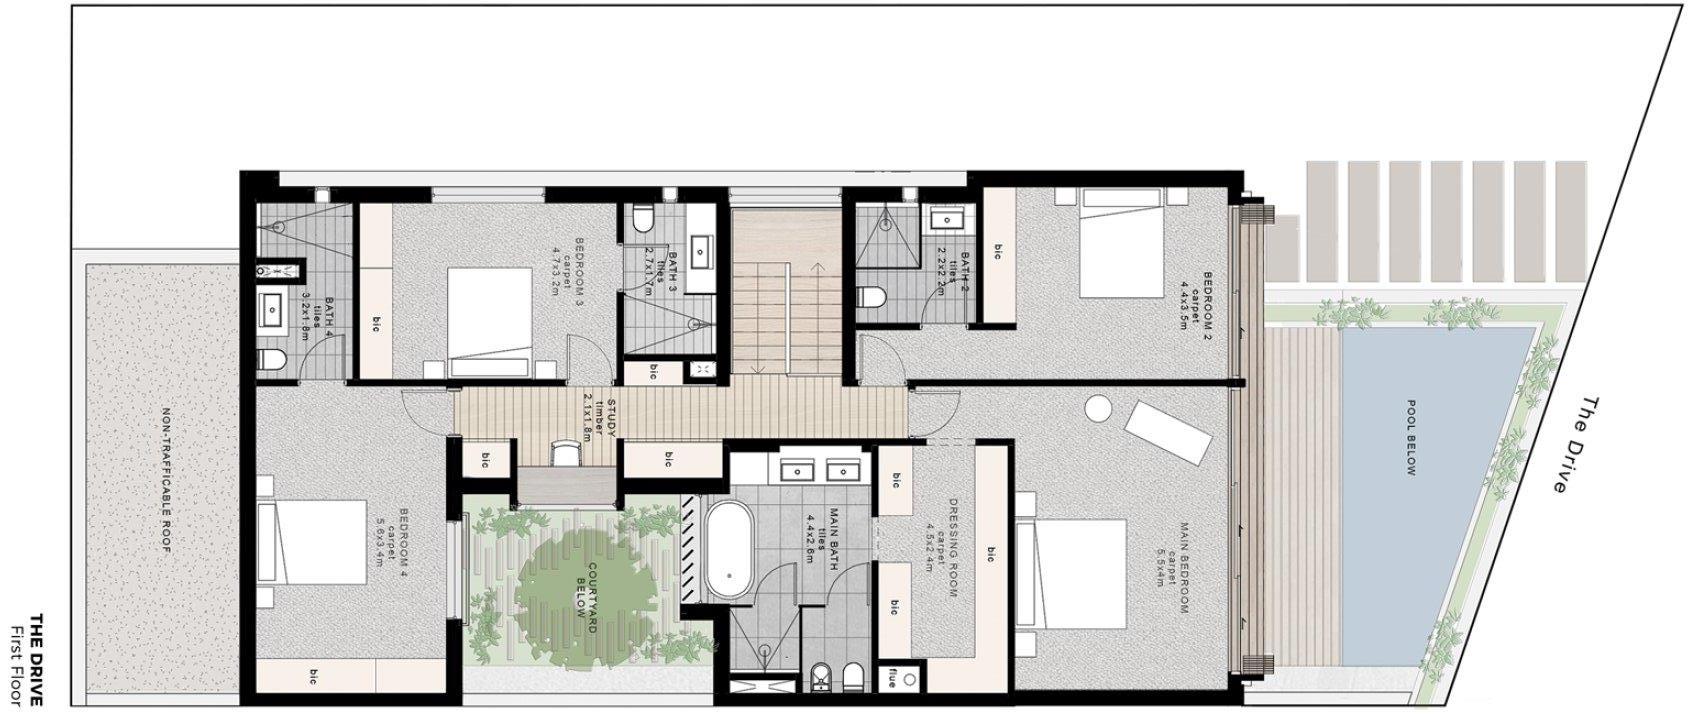 THE DRIVE
First Floor
NON-TRAFFICABLE ROOF
BATH 4
tiles
3.2x1.8m
bic
BEDROOM 3
carpet
4.7x3.2m
BATH 3
tiles
2.7x1.7m
bic
BATH 2
tiles
2.2x2.2m
bic
BEDROOM 2
carpet
4.4x3.5m
STUDY
timber
2.1x1.8m
bic
bic
BEDROOM 4
carpet
5.6x3.4m
bic
COURTYARD
BELOW
MAIN BATH
tiles
4.4x2.6m
bic
bic
DRESSING ROOM
carpet
4.5x2.4m
bic
flue
MAIN BEDROOM
carpet
5.5x4m
POOL BELOW
The Drive